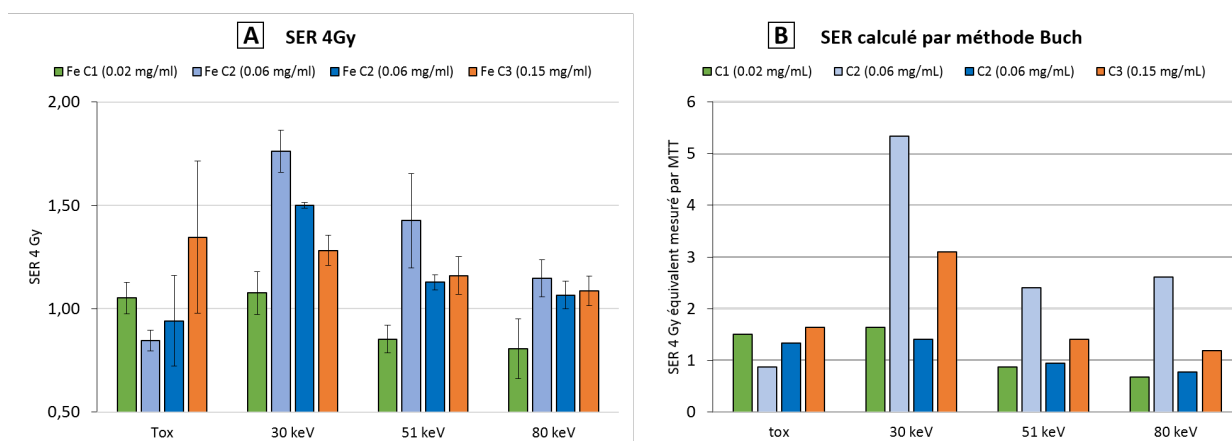 A SER 4Gy
Fe C1 (0.02 mg/ml) Fe C2 (0.06 mg/ml) Fe C2 (0.06 mg/ml) Fe C3 (0.15 mg/ml)
2,00
1,50
1,00
0,50
SER 4 Gy
Tox 30 keV 51 keV 80 keV
B SER calculé par méthode Buch
C1 (0.02 mg/mL) C2 (0.06 mg/mL) C2 (0.06 mg/mL) C3 (0.15 mg/mL)
6
5
4
3
2
1
0
SER 4 Gy équivalent mesuré par MTT
tox 30 keV 51 keV 80 keV